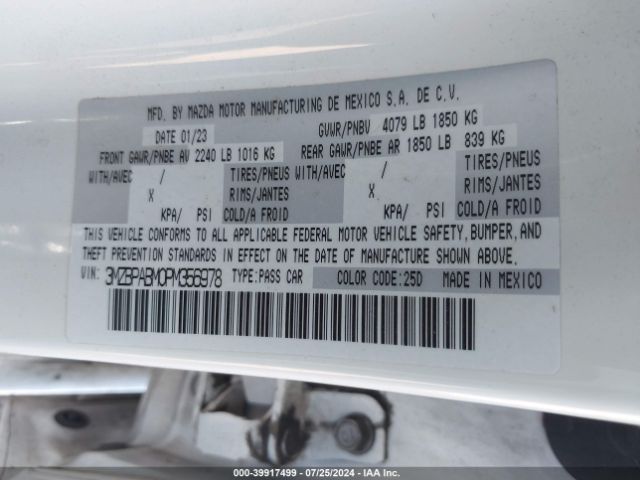 MFD. BY MAZDA MOTOR MANUFACTURING DE MEXICO S.A. DE C.V.
DATE 01/23 GVWR/PNBV 4079 LB 1850 KG
FRONT GAWR/PNBE AV 2240 LB 1016 KG REAR GAWR/PNBE AR 1850 LB 839 KG
WITH/AVEC / TIRES/PNEUS WITH/AVEC / TIRES/PNEUS
X RIMS/JANTES X RIMS/JANTES
KPA/ PSI COLD/A FROID KPA/ PSI COLD/A FROID
THIS VEHICLE CONFORMS TO ALL APPLICABLE FEDERAL MOTOR VEHICLE SAFETY, BUMPER, AND
THEFT PREVENTION STANDARDS IN EFFECT ON THE DATE OF MANUFACTURE SHOWN ABOVE.
VIN: 3MZBPABM0PM356978 TYPE: PASS CAR COLOR CODE: 25D MADE IN MEXICO
000-39917499 - 07/25/2024 - IAA Inc.